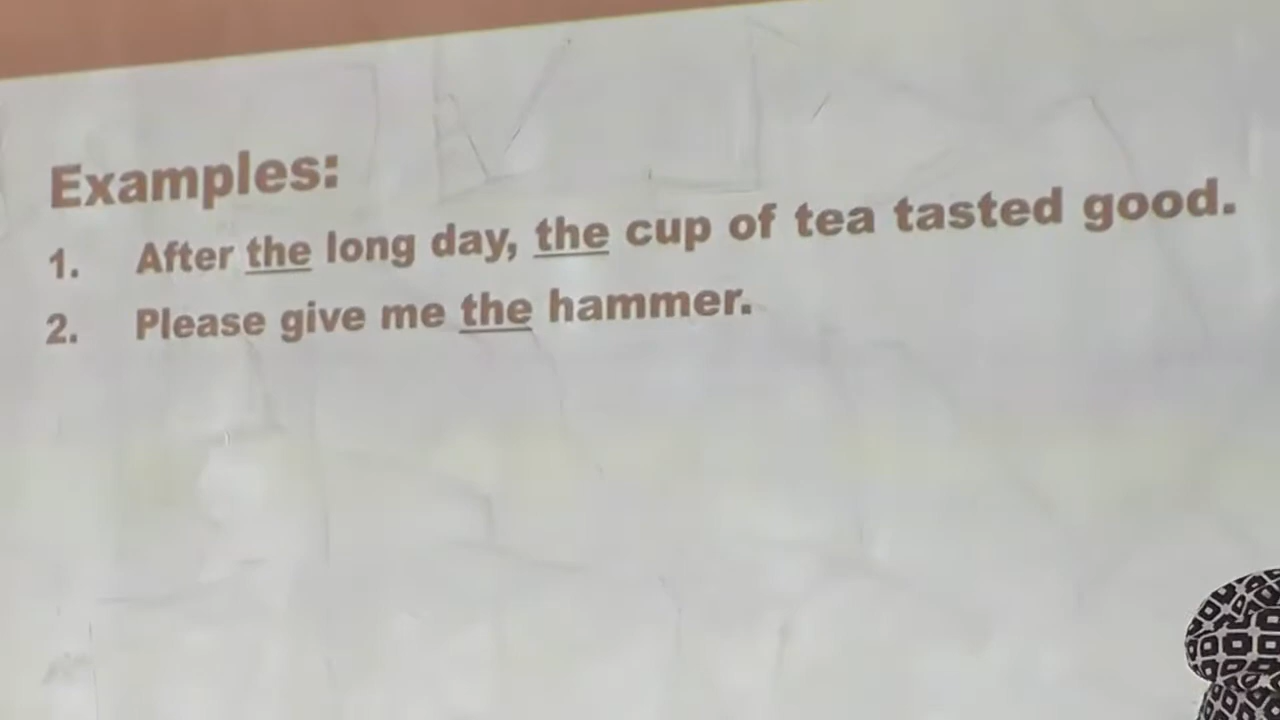 Examples:
1. After the long day, the cup of tea tasted good.
2. Please give me the hammer.